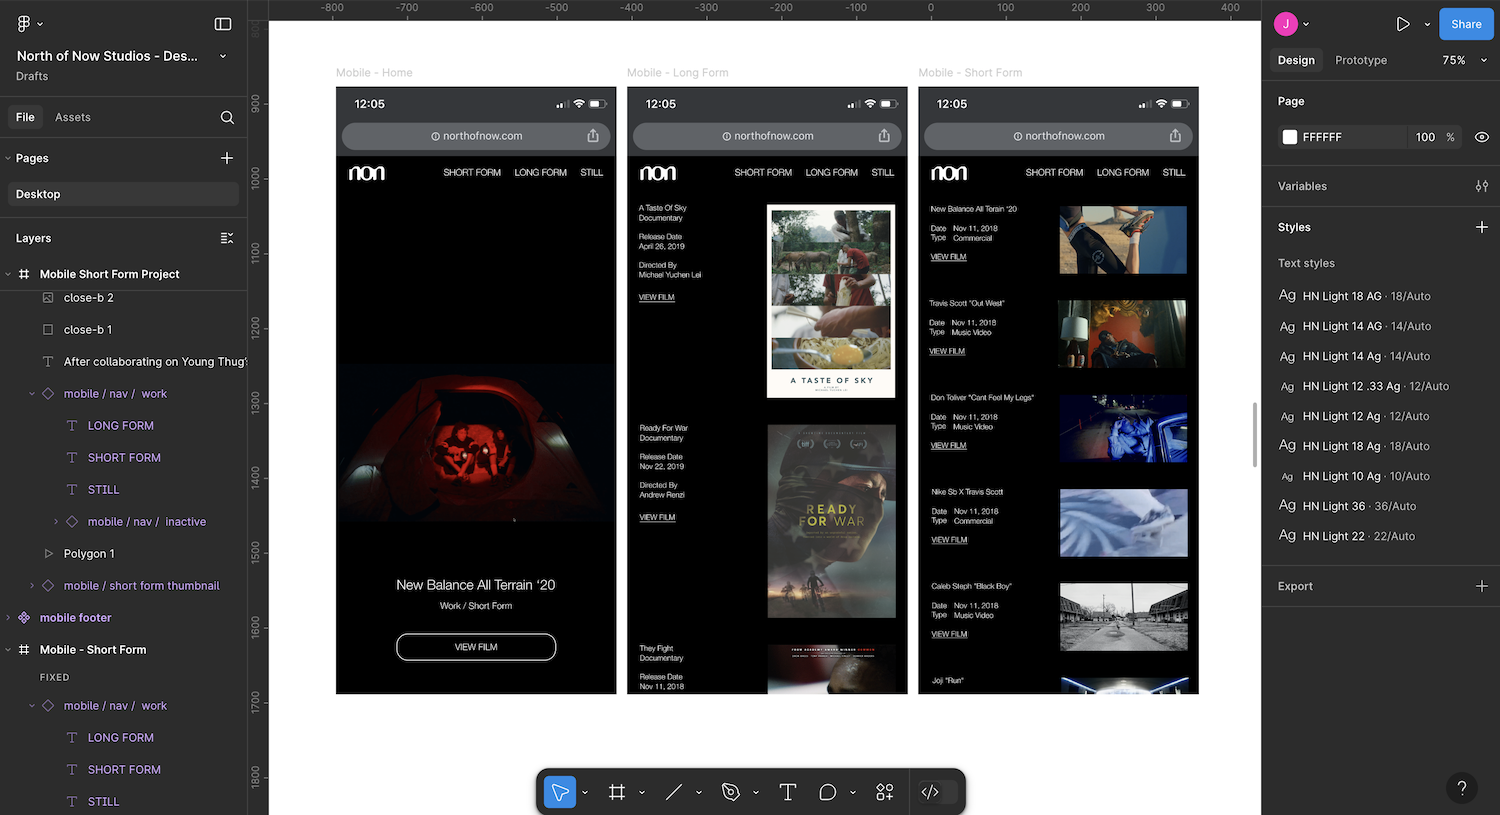 North of Now Studios - Des...
Drafts
File
Assets
Pages
Desktop
Layers
Mobile Short Form Project
close-b 2
close-b 1
After collaborating on Young Thug'
mobile / nav / work
LONG FORM
SHORT FORM
STILL
mobile / nav / inactive
Polygon 1
mobile / short form thumbnail
mobile footer
Mobile - Short Form
FIXED
mobile / nav / work
LONG FORM
SHORT FORM
STILL
-800 -700 -600 -500 -400 -300 -200 -100 0 100 200 300 400
900
1000
1100
1200
1300
1400
1500
1600
1700
1800
Mobile - Home
12:05
northofnow.com
non
SHORT FORM LONG FORM STILL
New Balance All Terrain ‘20
Work / Short Form
VIEW FILM
Mobile - Long Form
12:05
northofnow.com
non
SHORT FORM LONG FORM STILL
A Taste Of Sky
Documentary
Release Date
April 26, 2019
Directed By
Michael Yuchen Lei
VIEW FILM
A TASTE OF SKY
Ready For War
Documentary
Release Date
Nov 22, 2019
Directed By
Andrew Renzi
VIEW FILM
READY
FOR WAR
They Fight
Documentary
Release Date
Nov 11, 2018
Mobile - Short Form
12:05
northofnow.com
non
SHORT FORM LONG FORM STILL
New Balance All Terain ‘20
Date Nov 11, 2018
Type Commercial
VIEW FILM
Travis Scott "Out West"
Date Nov 11, 2018
Type Music Video
VIEW FILM
Don Toliver "Cant Feel My Legs"
Date Nov 11, 2018
Type Music Video
VIEW FILM
Nike Sb X Travis Scott
Date Nov 11, 2018
Type Commercial
VIEW FILM
Caleb Steph "Black Boy"
Date Nov 11, 2018
Type Music Video
VIEW FILM
Joji "Run"
J
Share
Design
Prototype
75%
Page
FFFFFF
100 %
Variables
Styles
Text styles
Ag HN Light 18 AG · 18/Auto
Ag HN Light 14 AG · 14/Auto
Ag HN Light 14 Ag · 14/Auto
Ag HN Light 12 .33 Ag · 12/Auto
Ag HN Light 12 Ag · 12/Auto
Ag HN Light 18 Ag · 18/Auto
Ag HN Light 10 Ag · 10/Auto
Ag HN Light 36 · 36/Auto
Ag HN Light 22 · 22/Auto
Export
?